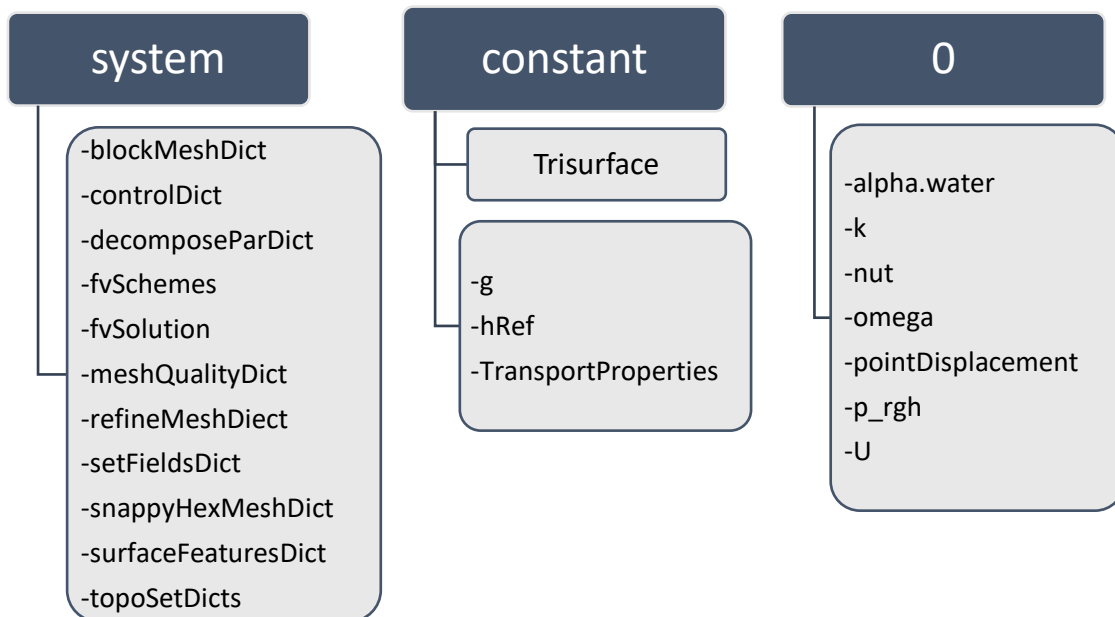 system
-blockMeshDict
-controlDict
-decomposeParDict
-fvSchemes
-fvSolution
-meshQualityDict
-refineMeshDiect
-setFieldsDict
-snappyHexMeshDict
-surfaceFeaturesDict
-topoSetDicts
constant
Trisurface
-g
-hRef
-TransportProperties
0
-alpha.water
-k
-nut
-omega
-pointDisplacement
-p_rgh
-U